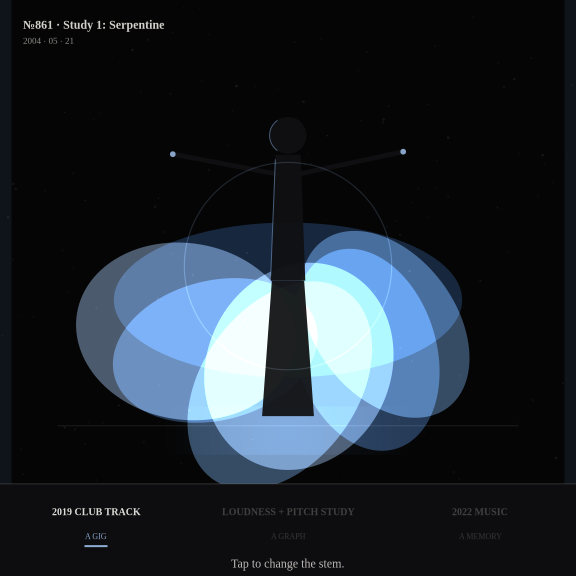 №861 · Study 1: Serpentine
2004 · 05 · 21
2019 CLUB TRACK
LOUDNESS + PITCH STUDY
2022 MUSIC
A GIG
A GRAPH
A MEMORY
Tap to change the stem.